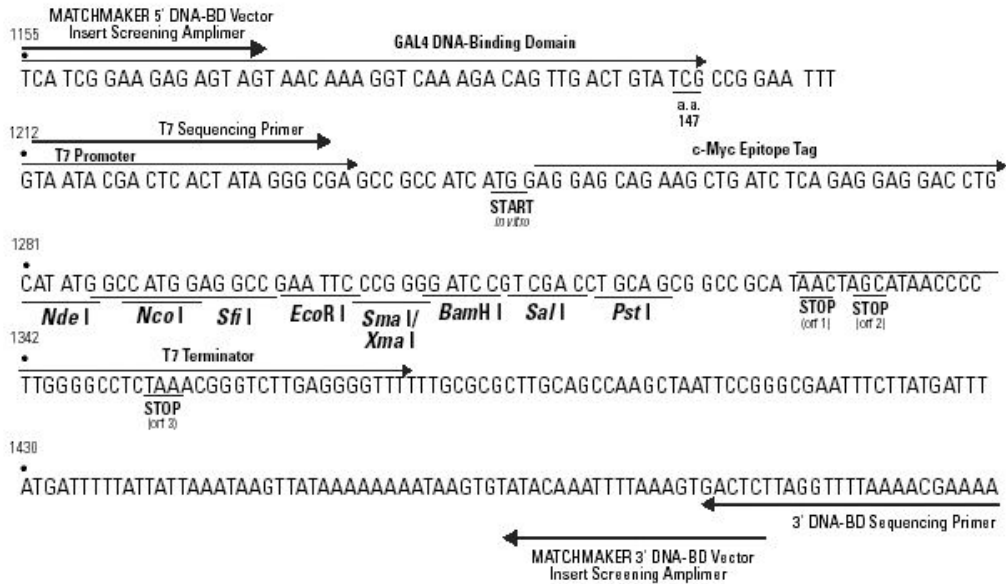 MATCHMAKER 5' DNA-BD Vector
Insert Screening Amplimer
1155
GAL4 DNA-Binding Domain
TCA TCG GAA GAG AGT AGT AAC AAA GGT CAA AGA CAG TTG ACT GTA TCG CCG GAA TTT
a.a.
147
T7 Sequencing Primer
1212
T7 Promoter
c-Myc Epitope Tag
GTA ATA CGA CTC ACT ATA GGG CGA GCC GCC ATC ATG GAG GAG CAG AAG CTG ATC TCA GAG GAG GAC CTG
START
in vitro
1281
CAT ATG GCC ATG GAG GCC GAA TTC CCG GGG ATC CGT CGA CCT GCA GCG GCC GCA TAACTAGCATAACCCC
Nde I Nco I Sfi I EcoR I Sma I/ BamH I Sal I Pst I
Xma I
STOP STOP
(orf 1) (orf 2)
1342
T7 Terminator
TTGGGGCCTCTAAACGGGTCTTGAGGGGTTTTTTGCGCGCTTGCAGCCAAGCTAATTCCGGGCGAATTTCTTATGATTT
STOP
(orf 3)
1430
ATGATTTTTATTATTAAATAAGTTATAAAAAAAATAAGTGTATACAAATTTTAAAGTGACTCTTAGGTTTTAAAACGAAAA
3' DNA-BD Sequencing Primer
MATCHMAKER 3' DNA-BD Vector
Insert Screening Amplimer